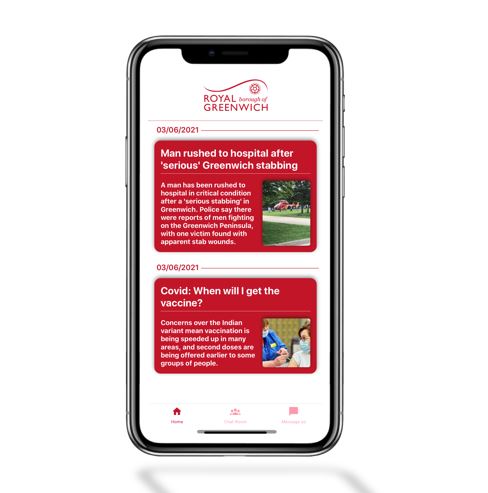 ROYAL borough of
GREENWICH
03/06/2021
Man rushed to hospital after
'serious' Greenwich stabbing
A man has been rushed to
hospital in critical condition
after a 'serious stabbing' in
Greenwich. Police say there
were reports of men fighting
on the Greenwich Peninsula,
with one victim found with
apparent stab wounds.
03/06/2021
Covid: When will I get the
vaccine?
Concerns over the Indian
variant mean vaccination is
being speeded up in many
areas, and second doses are
being offered earlier to some
groups of people.
Home Chat Room Message Us